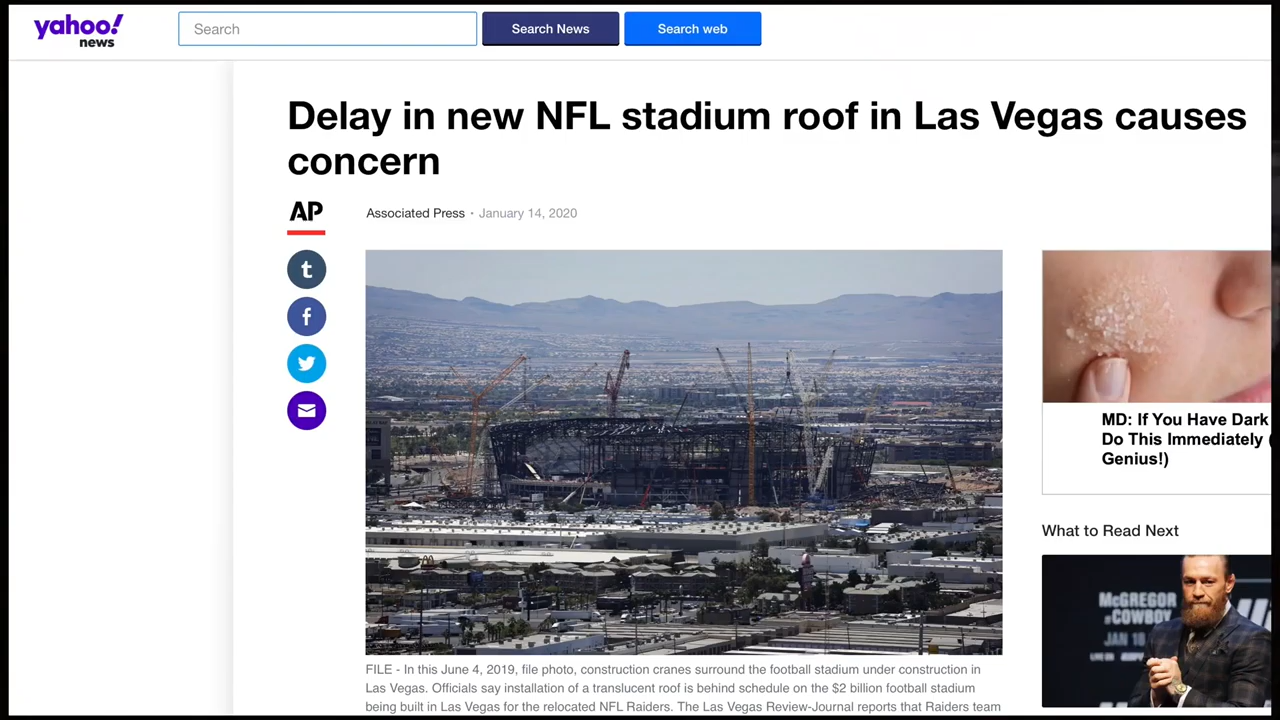 yahoo!
news
Search
Search News
Search web
Delay in new NFL stadium roof in Las Vegas causes
concern
AP
Associated Press • January 14, 2020
MD: If You Have Dark
Do This Immediately (
Genius!)
What to Read Next
McGREGOR
COWBOY
JAN 18
FILE - In this June 4, 2019, file photo, construction cranes surround the football stadium under construction in
Las Vegas. Officials say installation of a translucent roof is behind schedule on the $2 billion football stadium
being built in Las Vegas for the relocated NFL Raiders. The Las Vegas Review-Journal reports that Raiders team